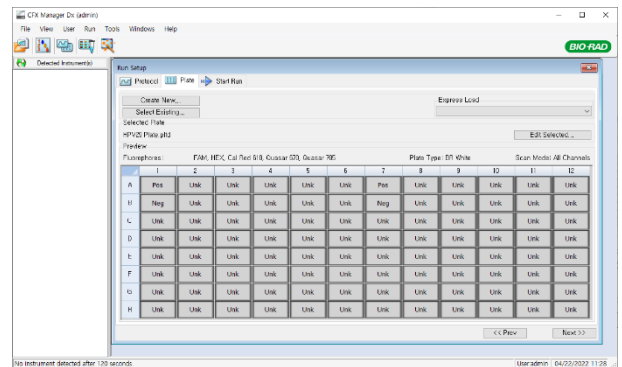 CFX Manager Dx (admin)
File View User Run Tools Windows Help
BIO-RAD
Detected Instrument(s)
Run Setup
Protocol Plate Start Run
Create New... Express Load
Select Existing...
Selected Plate
HPV29 Plate.pltd Edit Selected...
Preview
Fluorophores: FAM, HEX, Cal Red 610, Quasar 670, Quasar 705 Plate Type: BR White Scan Mode: All Channels
1 2 3 4 5 6 7 8 9 10 11 12
A Pos Unk Unk Unk Unk Unk Pos Unk Unk Unk Unk Unk
B Neg Unk Unk Unk Unk Unk Neg Unk Unk Unk Unk Unk
C Unk Unk Unk Unk Unk Unk Unk Unk Unk Unk Unk Unk
D Unk Unk Unk Unk Unk Unk Unk Unk Unk Unk Unk Unk
E Unk Unk Unk Unk Unk Unk Unk Unk Unk Unk Unk Unk
F Unk Unk Unk Unk Unk Unk Unk Unk Unk Unk Unk Unk
G Unk Unk Unk Unk Unk Unk Unk Unk Unk Unk Unk Unk
H Unk Unk Unk Unk Unk Unk Unk Unk Unk Unk Unk Unk
<< Prev Next >>
No instrument detected after 120 seconds User: admin 04/22/2022 11:28